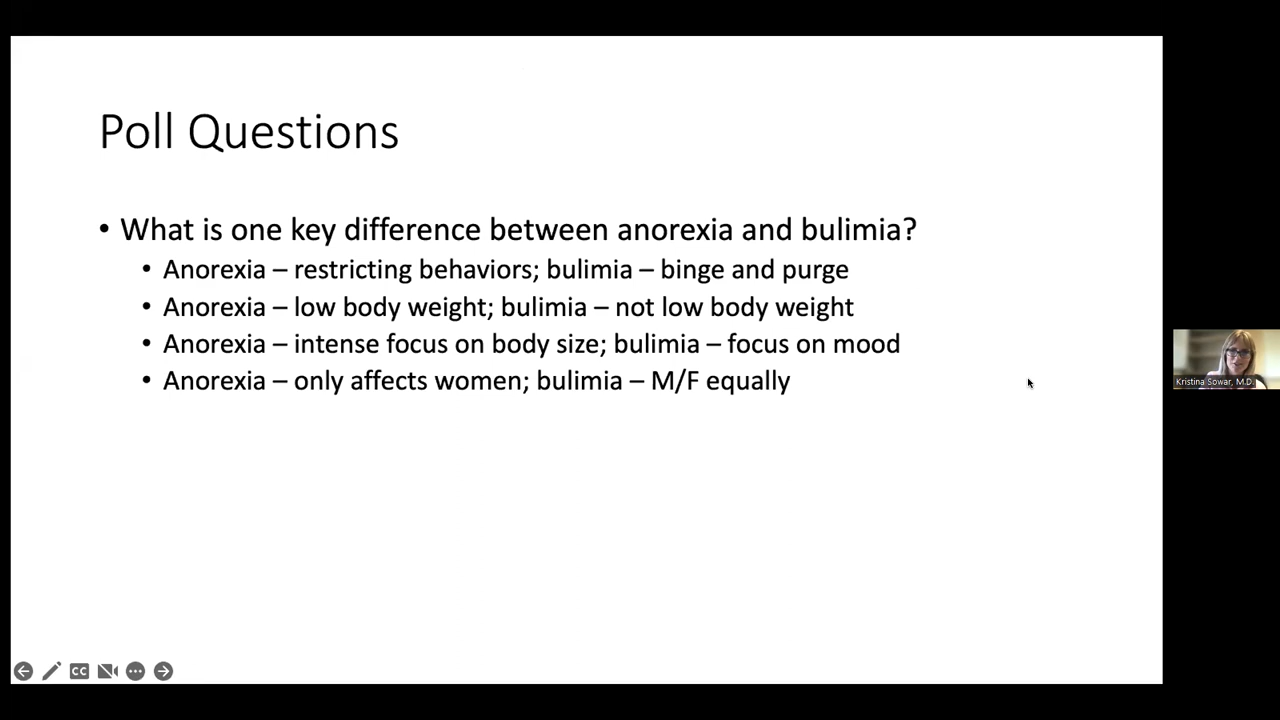 Poll Questions
• What is one key difference between anorexia and bulimia?
• Anorexia – restricting behaviors; bulimia – binge and purge
• Anorexia – low body weight; bulimia – not low body weight
• Anorexia – intense focus on body size; bulimia – focus on mood
• Anorexia – only affects women; bulimia – M/F equally
Kristina Sowar, M.D.
CC